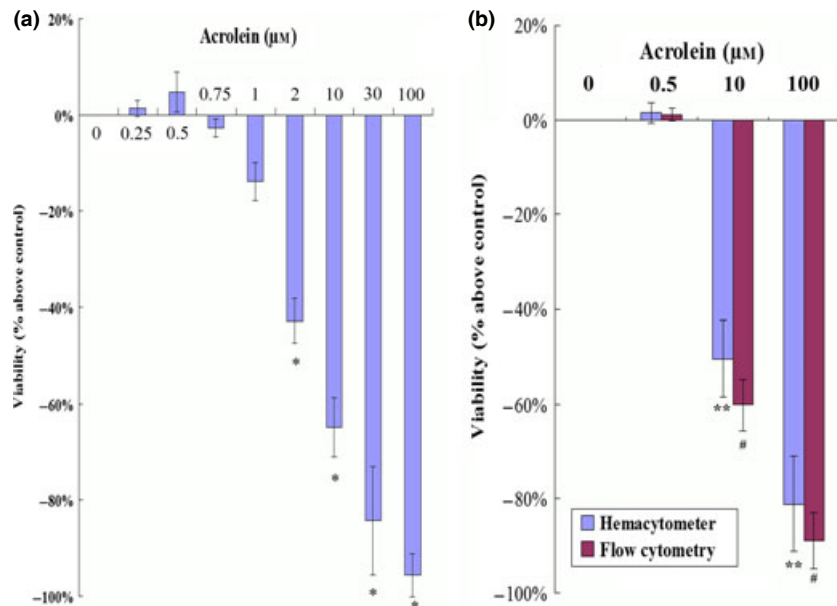 (a)
Acrolein (μM)
20%
0%
–20%
–40%
–60%
–80%
–100%
Viability (% above control)
0 0.25 0.5 0.75 1 2 10 30 100
*
*
*
*
(b)
Acrolein (μM)
20%
0%
–20%
–40%
–60%
–80%
–100%
Viability (% above control)
0 0.5 10 100
**
#
**
#
Hemacytometer
Flow cytometry